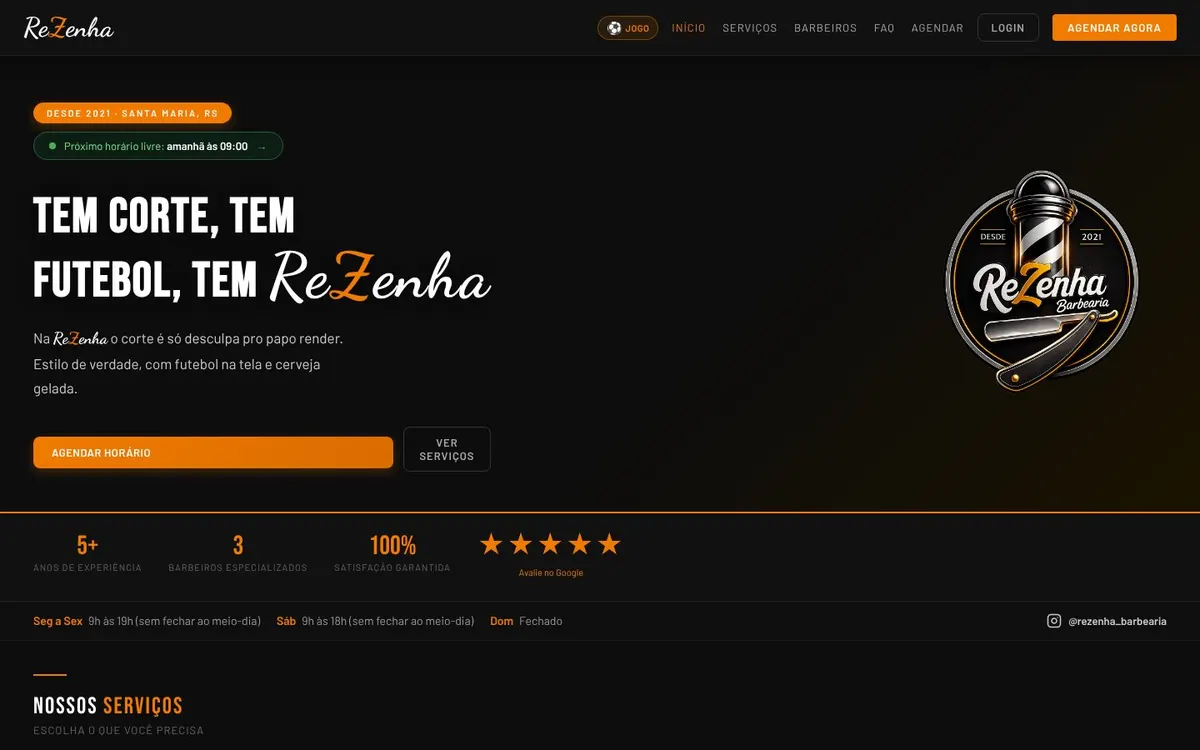 ReZenha
⚽ JOGO
INÍCIO
SERVIÇOS
BARBEIROS
FAQ
AGENDAR
LOGIN
AGENDAR AGORA
DESDE 2021 · SANTA MARIA, RS
Próximo horário livre: amanhã às 09:00 →
TEM CORTE, TEM
FUTEBOL, TEM ReZenha
Na ReZenha o corte é só desculpa pro papo render.
Estilo de verdade, com futebol na tela e cerveja
gelada.
AGENDAR HORÁRIO
VER
SERVIÇOS
DESDE
2021
ReZenha
Barbearia
5+
ANOS DE EXPERIÊNCIA
3
BARBEIROS ESPECIALIZADOS
100%
SATISFAÇÃO GARANTIDA
★★★★★
Avalie no Google
Seg a Sex 9h às 19h (sem fechar ao meio-dia) Sáb 9h às 18h (sem fechar ao meio-dia) Dom Fechado
@rezenha_barbearia
NOSSOS SERVIÇOS
ESCOLHA O QUE VOCÊ PRECISA